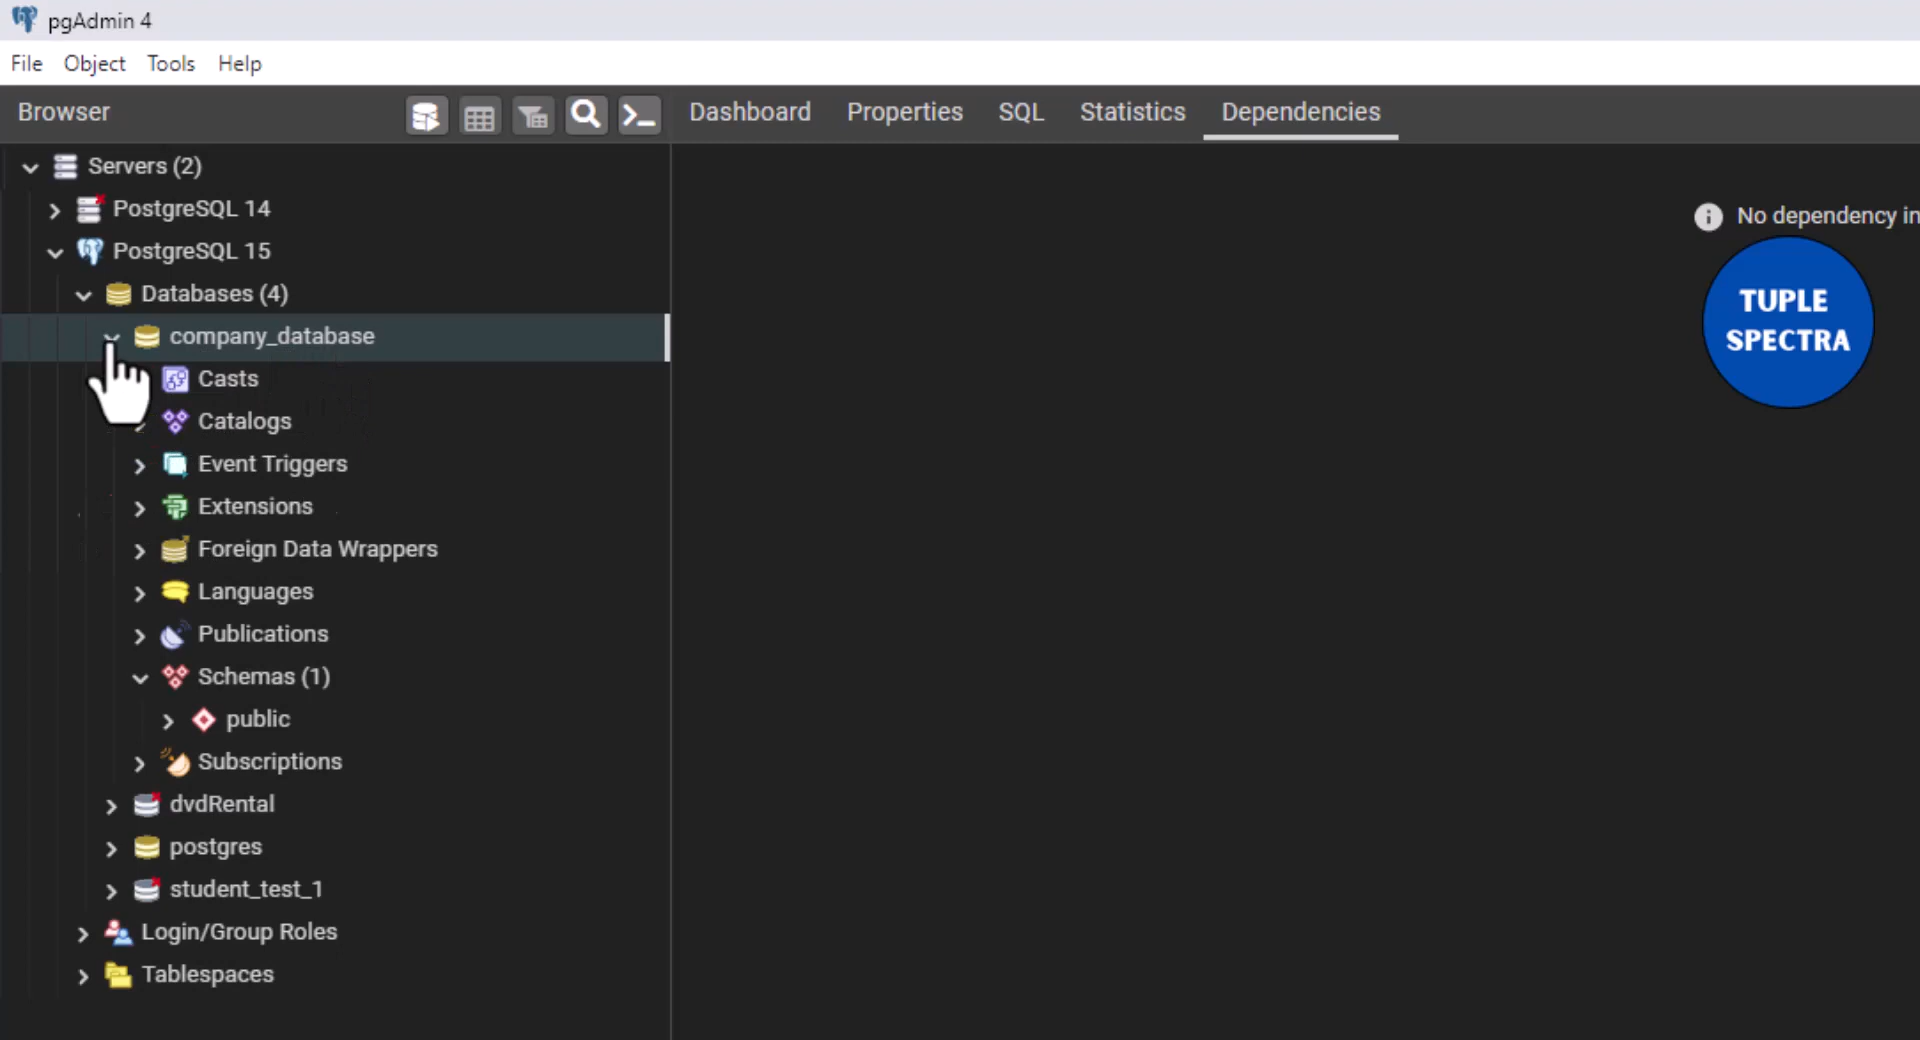 pgAdmin 4
File Object Tools Help
Browser
Dashboard Properties SQL Statistics Dependencies
Servers (2)
PostgreSQL 14
PostgreSQL 15
Databases (4)
company_database
Casts
Catalogs
Event Triggers
Extensions
Foreign Data Wrappers
Languages
Publications
Schemas (1)
public
Subscriptions
dvdRental
postgres
student_test_1
Login/Group Roles
Tablespaces
No dependency in
TUPLE
SPECTRA